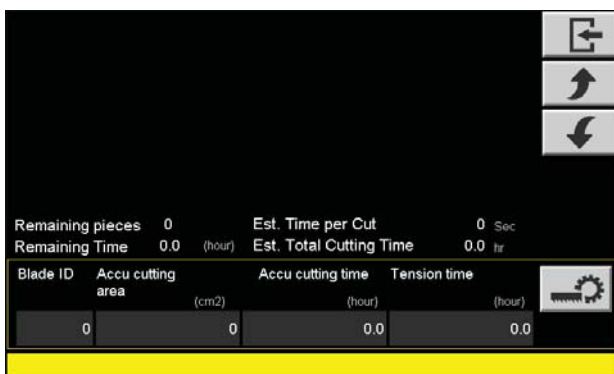 Remaining pieces 0 Est. Time per Cut 0 Sec
Remaining Time 0.0 (hour) Est. Total Cutting Time 0.0 hr
Blade ID Accu cutting Accu cutting time Tension time
area
(cm2) (hour) (hour)
0 0 0.0 0.0